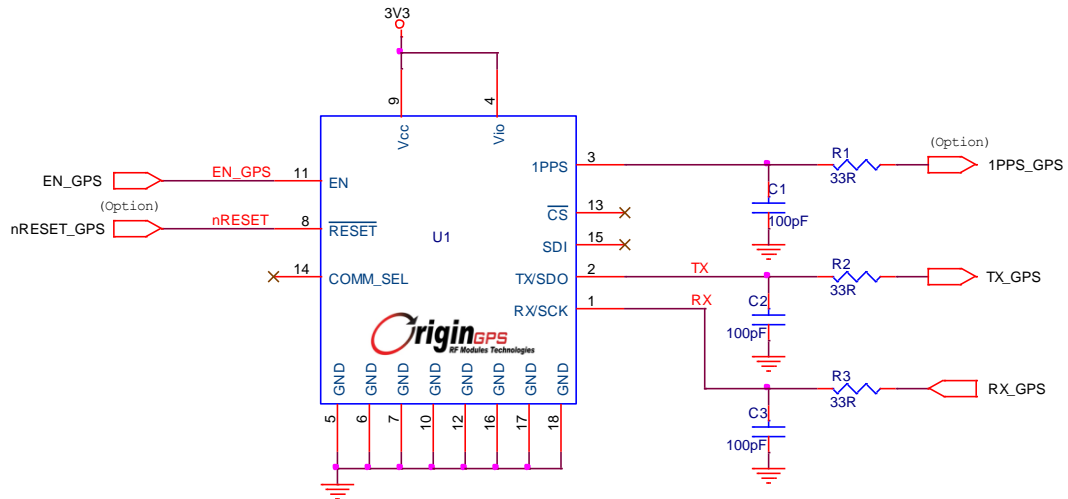 3V3
9
4
Vcc
Vio
EN_GPS
EN_GPS
11
EN
(Option)
nRESET_GPS
nRESET
8
RESET
14
COMM_SEL
U1
1PPS
3
CS
13
SDI
15
TX/SDO
2
TX
RX/SCK
1
RX
R1
33R
(Option)
1PPS_GPS
C1
100pF
R2
33R
TX_GPS
C2
100pF
R3
33R
RX_GPS
C3
100pF
OriginGPS
RF Modules Technologies
GND
GND
GND
GND
GND
GND
GND
GND
5
6
7
10
12
16
17
18